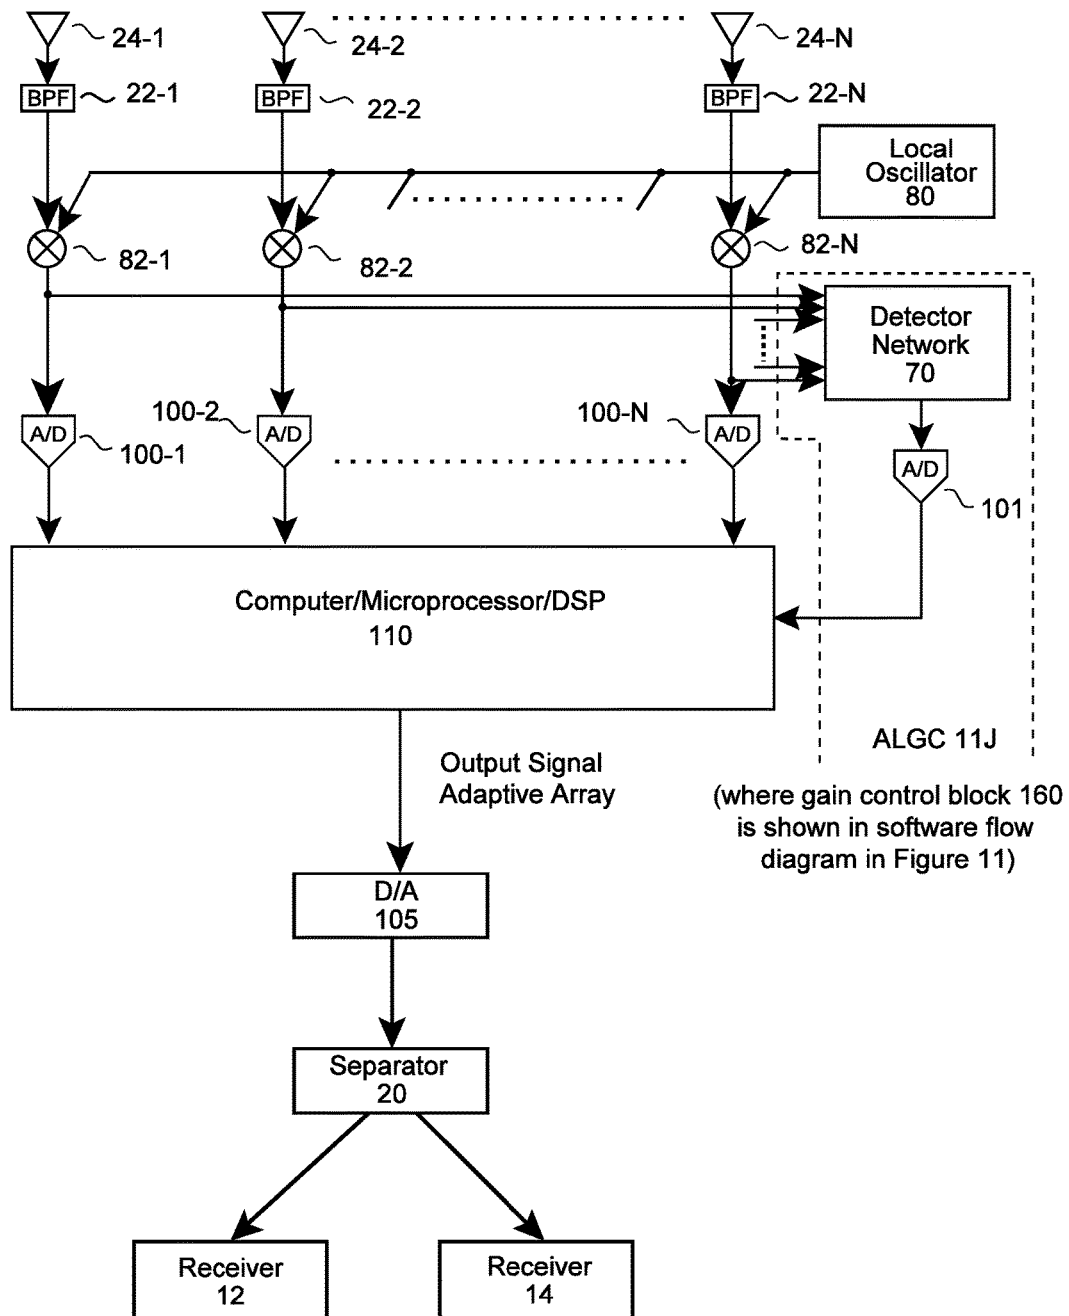 24-1
24-2
24-N
BPF
22-1
BPF
22-2
BPF
22-N
Local
Oscillator
80
82-1
82-2
82-N
Detector
Network
70
A/D
100-1
100-2
A/D
100-N
A/D
A/D
101
Computer/Microprocessor/DSP
110
Output Signal
Adaptive Array
ALGC 11J
(where gain control block 160
is shown in software flow
diagram in Figure 11)
D/A
105
Separator
20
Receiver
12
Receiver
14